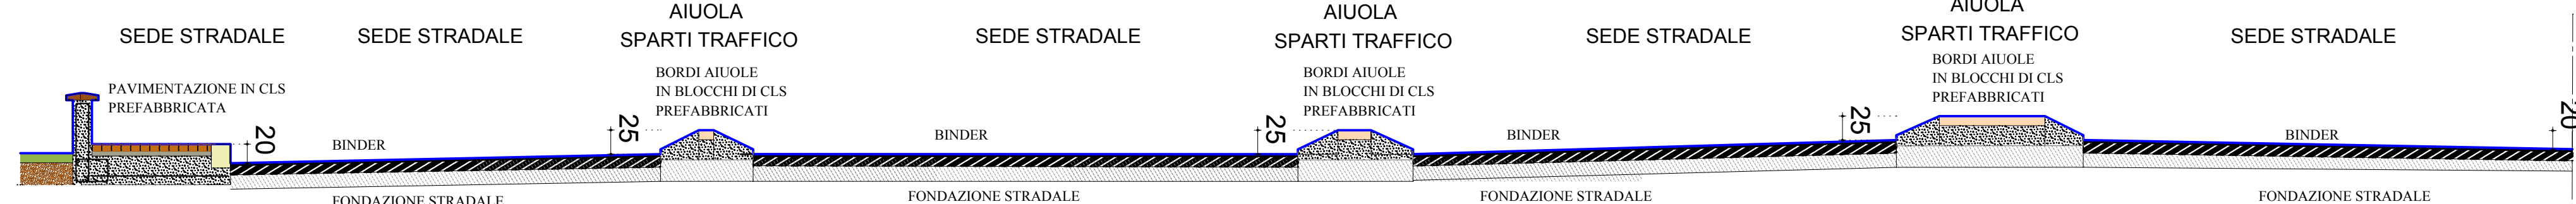 SEDE STRADALE
SEDE STRADALE
AIUOLA
SPARTI TRAFFICO
SEDE STRADALE
AIUOLA
SPARTI TRAFFICO
SEDE STRADALE
AIUOLA
SPARTI TRAFFICO
SEDE STRADALE
PAVIMENTAZIONE IN CLS
PREFABBRICATA
BORDI AIUOLE
IN BLOCCHI DI CLS
PREFABBRICATI
BORDI AIUOLE
IN BLOCCHI DI CLS
PREFABBRICATI
BORDI AIUOLE
IN BLOCCHI DI CLS
PREFABBRICATI
20
BINDER
25
BINDER
25
BINDER
25
BINDER
20
FONDAZIONE STRADALE
FONDAZIONE STRADALE
FONDAZIONE STRADALE
FONDAZIONE STRADALE